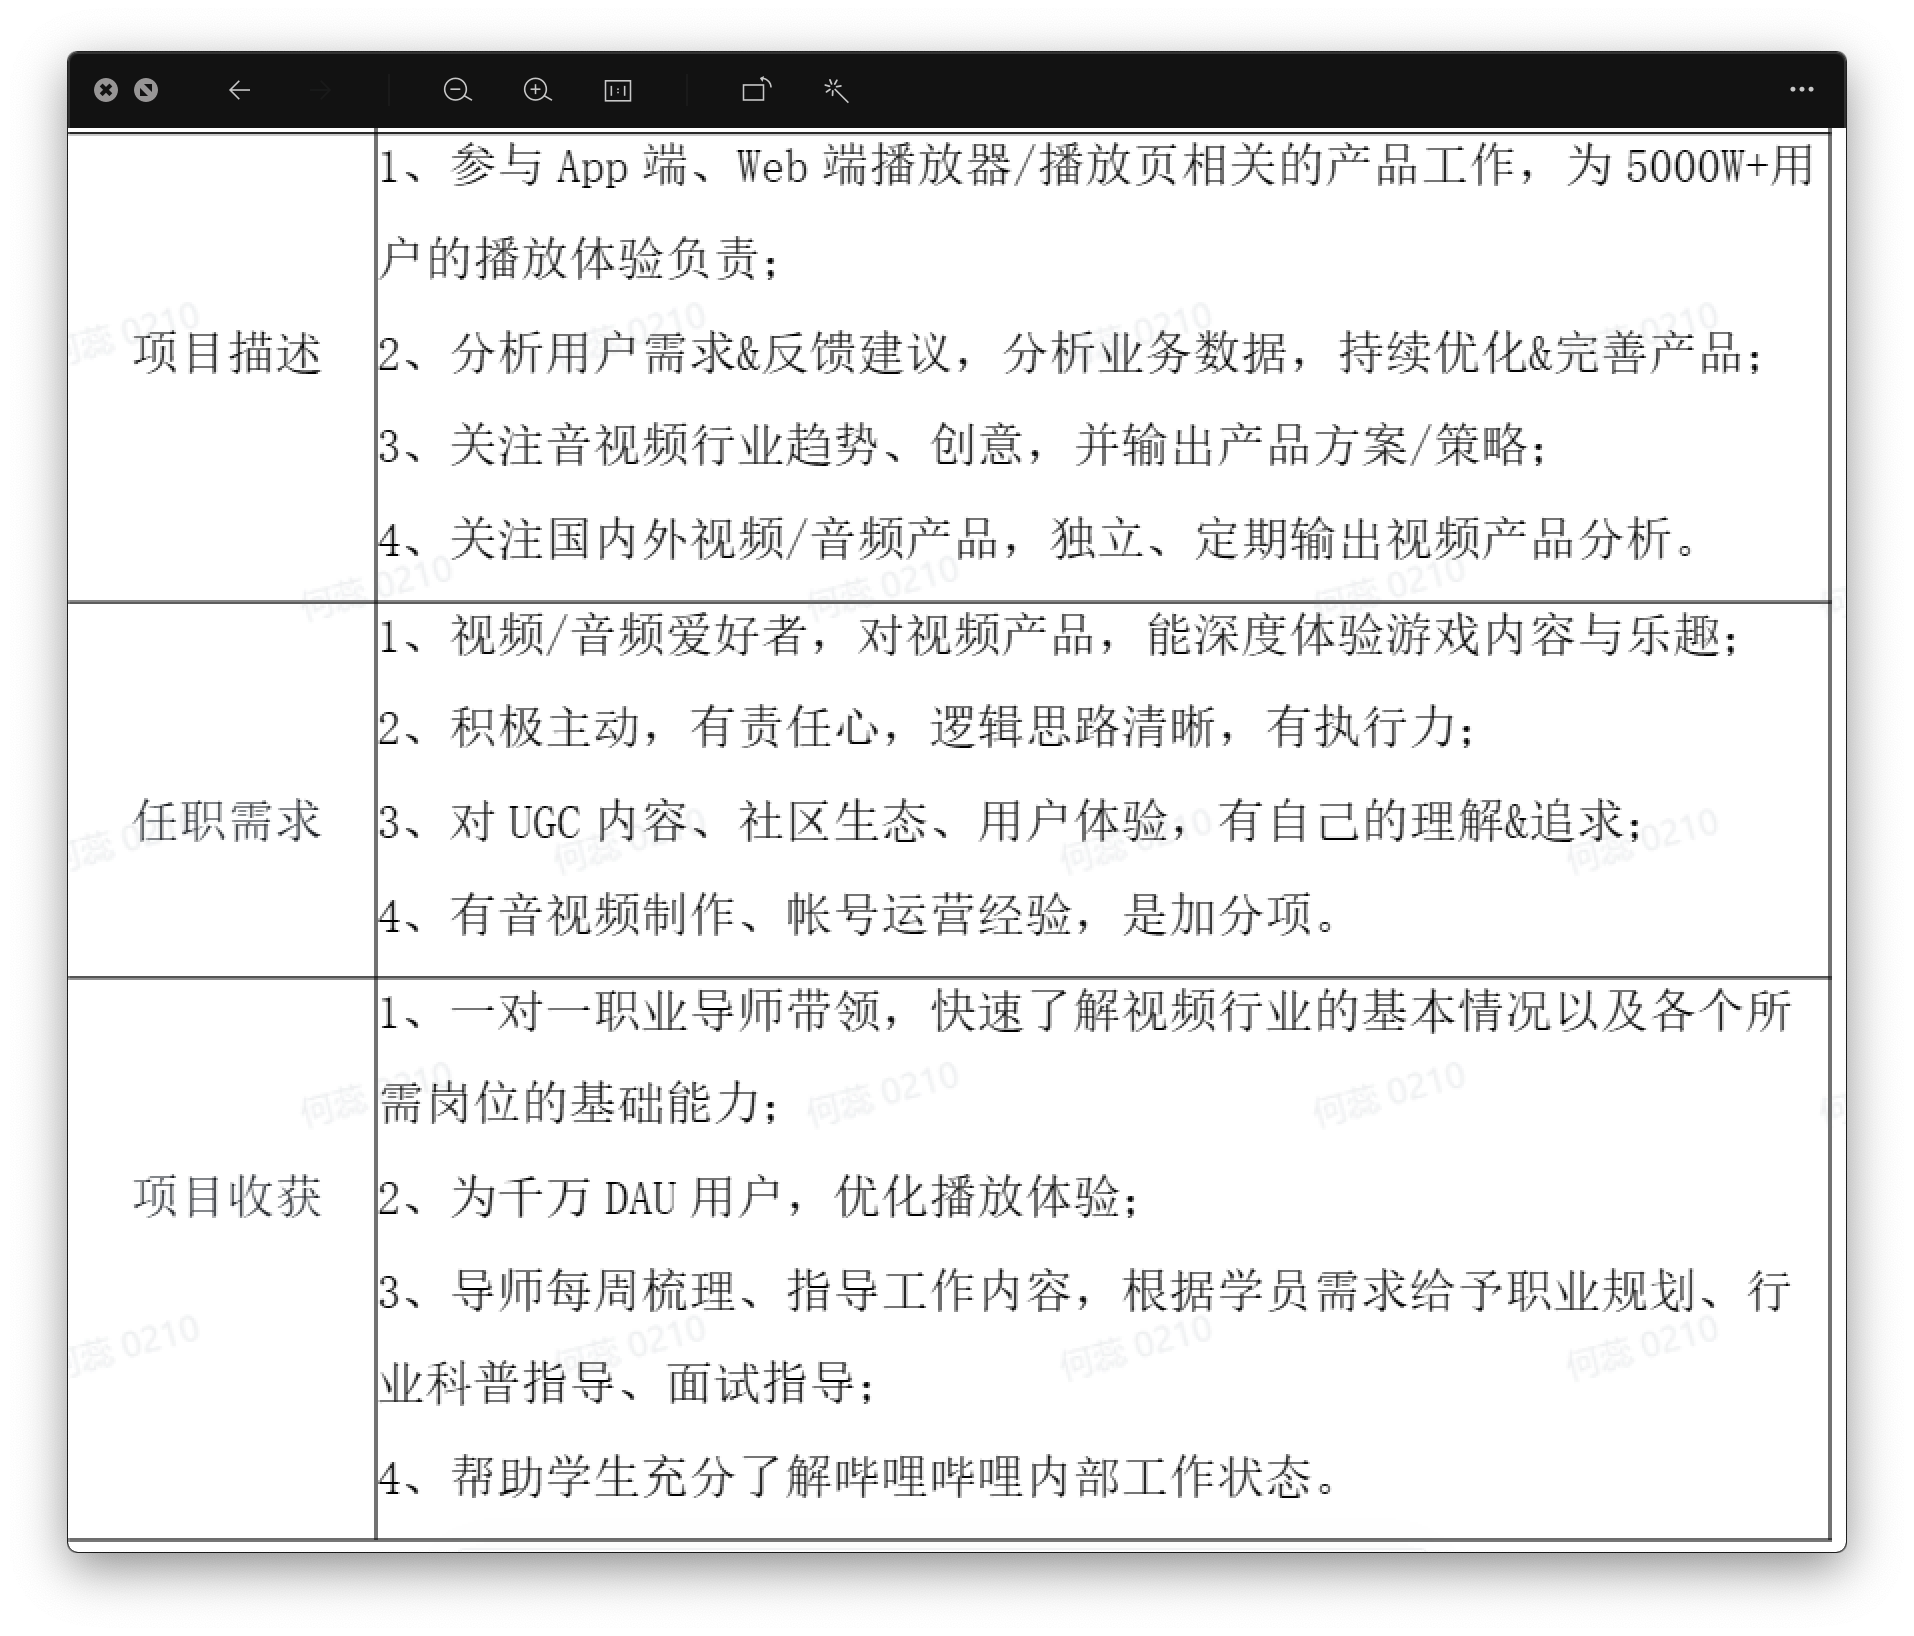 1、参与 App 端、Web 端播放器/播放页相关的产品工作，为 5000W+用
户的播放体验负责；
项目描述
2、分析用户需求&反馈建议，分析业务数据，持续优化&完善产品；
3、关注音视频行业趋势、创意，并输出产品方案/策略；
4、关注国内外视频/音频产品，独立、定期输出视频产品分析。
1、视频/音频爱好者，对视频产品，能深度体验游戏内容与乐趣；
2、积极主动，有责任心，逻辑思路清晰，有执行力；
任职需求
3、对 UGC 内容、社区生态、用户体验，有自己的理解&追求；
4、有音视频制作、帐号运营经验，是加分项。
1、一对一职业导师带领，快速了解视频行业的基本情况以及各个所
需岗位的基础能力；
项目收获
2、为千万 DAU 用户，优化播放体验；
3、导师每周梳理、指导工作内容，根据学员需求给予职业规划、行
业科普指导、面试指导；
4、帮助学生充分了解哔哩哔哩内部工作状态。
何蕊 0210